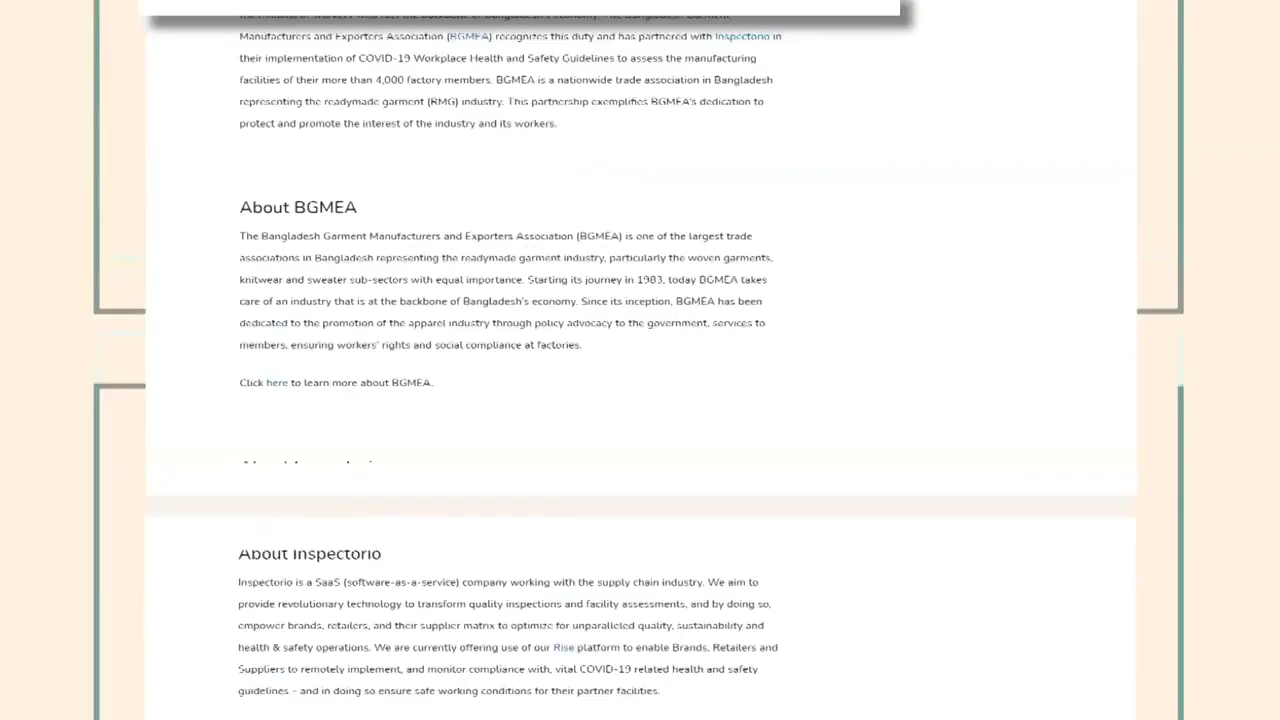 Manufacturers and Exporters Association (BGMEA) recognizes this duty and has partnered with Inspectorio in
their implementation of COVID-19 Workplace Health and Safety Guidelines to assess the manufacturing
facilities of their more than 4,000 factory members. BGMEA is a nationwide trade association in Bangladesh
representing the readymade garment (RMG) industry. This partnership exemplifies BGMEA's dedication to
protect and promote the interest of the industry and its workers.
About BGMEA
The Bangladesh Garment Manufacturers and Exporters Association (BGMEA) is one of the largest trade
associations in Bangladesh representing the readymade garment industry, particularly the woven garments,
knitwear and sweater sub-sectors with equal importance. Starting its journey in 1983, today BGMEA takes
care of an industry that is at the backbone of Bangladesh's economy. Since its inception, BGMEA has been
dedicated to the promotion of the apparel industry through policy advocacy to the government, services to
members, ensuring workers' rights and social compliance at factories.
Click here to learn more about BGMEA.
About Inspectorio
Inspectorio is a SaaS (software-as-a-service) company working with the supply chain industry. We aim to
provide revolutionary technology to transform quality inspections and facility assessments, and by doing so,
empower brands, retailers, and their supplier matrix to optimize for unparalleled quality, sustainability and
health & safety operations. We are currently offering use of our Rise platform to enable Brands, Retailers and
Suppliers to remotely implement, and monitor compliance with, vital COVID-19 related health and safety
guidelines - and in doing so ensure safe working conditions for their partner facilities.